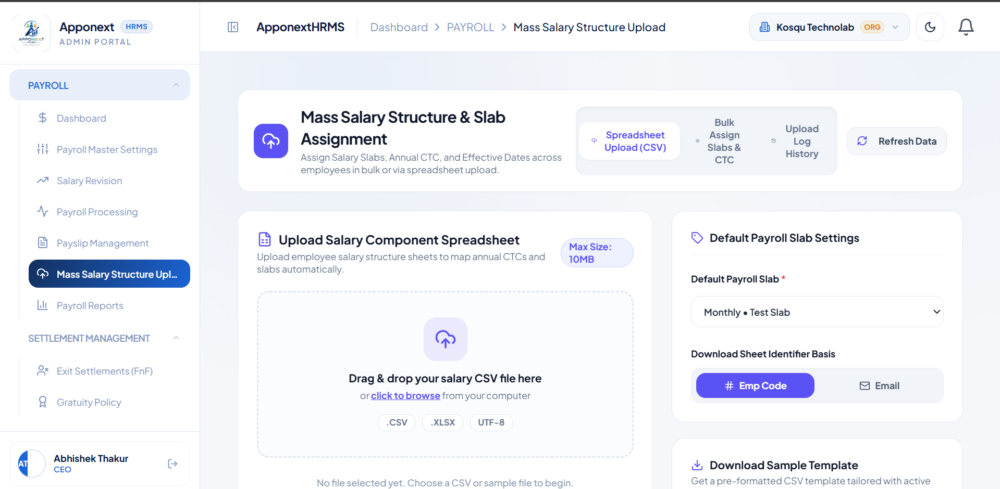 Apponext HRMS
ADMIN PORTAL
APPONEXT
HRMS
PAYROLL
Dashboard
Payroll Master Settings
Salary Revision
Payroll Processing
Payslip Management
Mass Salary Structure Upl...
Payroll Reports
SETTLEMENT MANAGEMENT
Exit Settlements (FnF)
Gratuity Policy
AT
Abhishek Thakur
CEO
ApponextHRMS
Dashboard > PAYROLL > Mass Salary Structure Upload
Kosqu Technolab ORG
Mass Salary Structure & Slab
Assignment
Assign Salary Slabs, Annual CTC, and Effective Dates across
employees in bulk or via spreadsheet upload.
Spreadsheet
Upload (CSV)
Bulk
Assign
Slabs &
CTC
Upload
Log
History
Refresh Data
Upload Salary Component Spreadsheet
Upload employee salary structure sheets to map annual CTCs and
slabs automatically.
Max Size:
10MB
Drag & drop your salary CSV file here
or click to browse from your computer
.CSV
.XLSX
UTF-8
No file selected yet. Choose a CSV or sample file to begin.
Default Payroll Slab Settings
Default Payroll Slab *
Monthly • Test Slab
Download Sheet Identifier Basis
# Emp Code
Email
Download Sample Template
Get a pre-formatted CSV template tailored with active